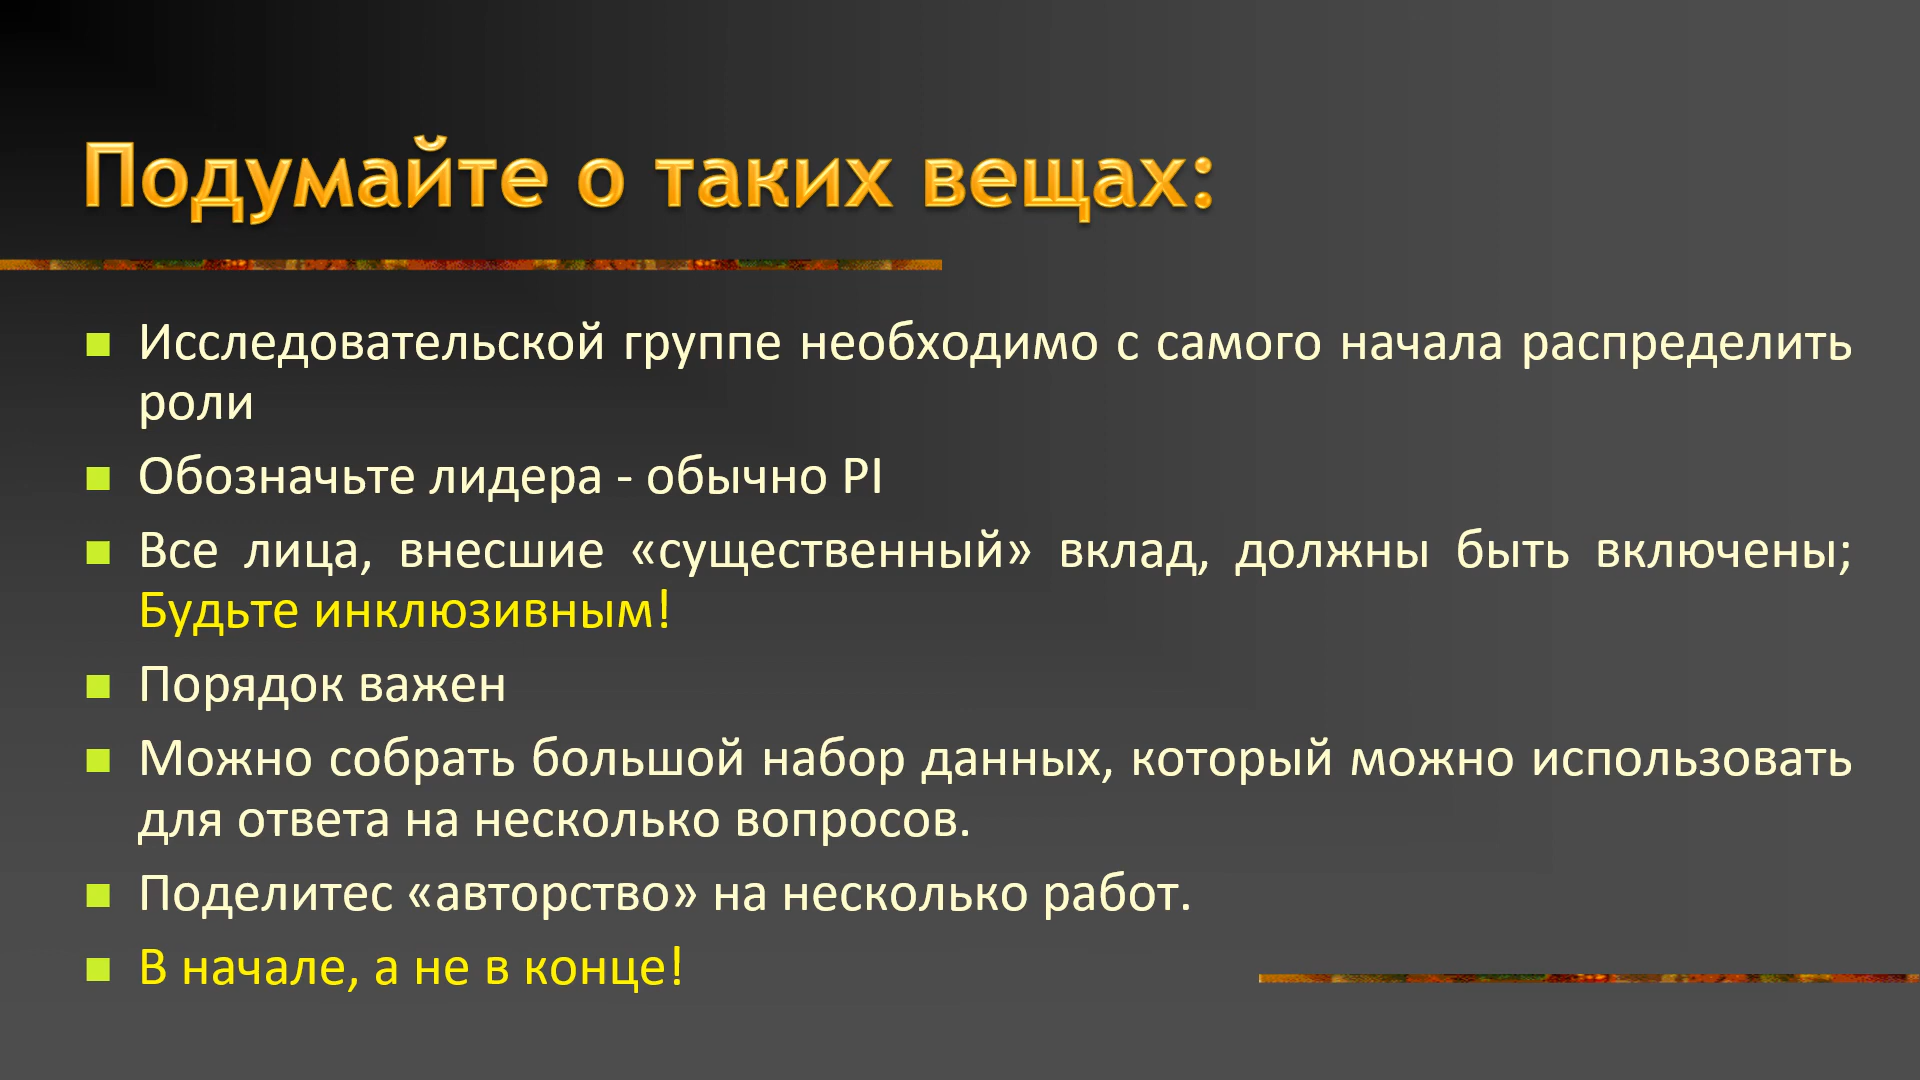 Подумайте о таких вещах:
Исследовательской группе необходимо с самого начала распределить
роли
Обозначьте лидера - обычно PI
Все лица, внесшие «существенный» вклад, должны быть включены;
Будьте инклюзивным!
Порядок важен
Можно собрать большой набор данных, который можно использовать
для ответа на несколько вопросов.
Поделитес «авторство» на несколько работ.
В начале, а не в конце!